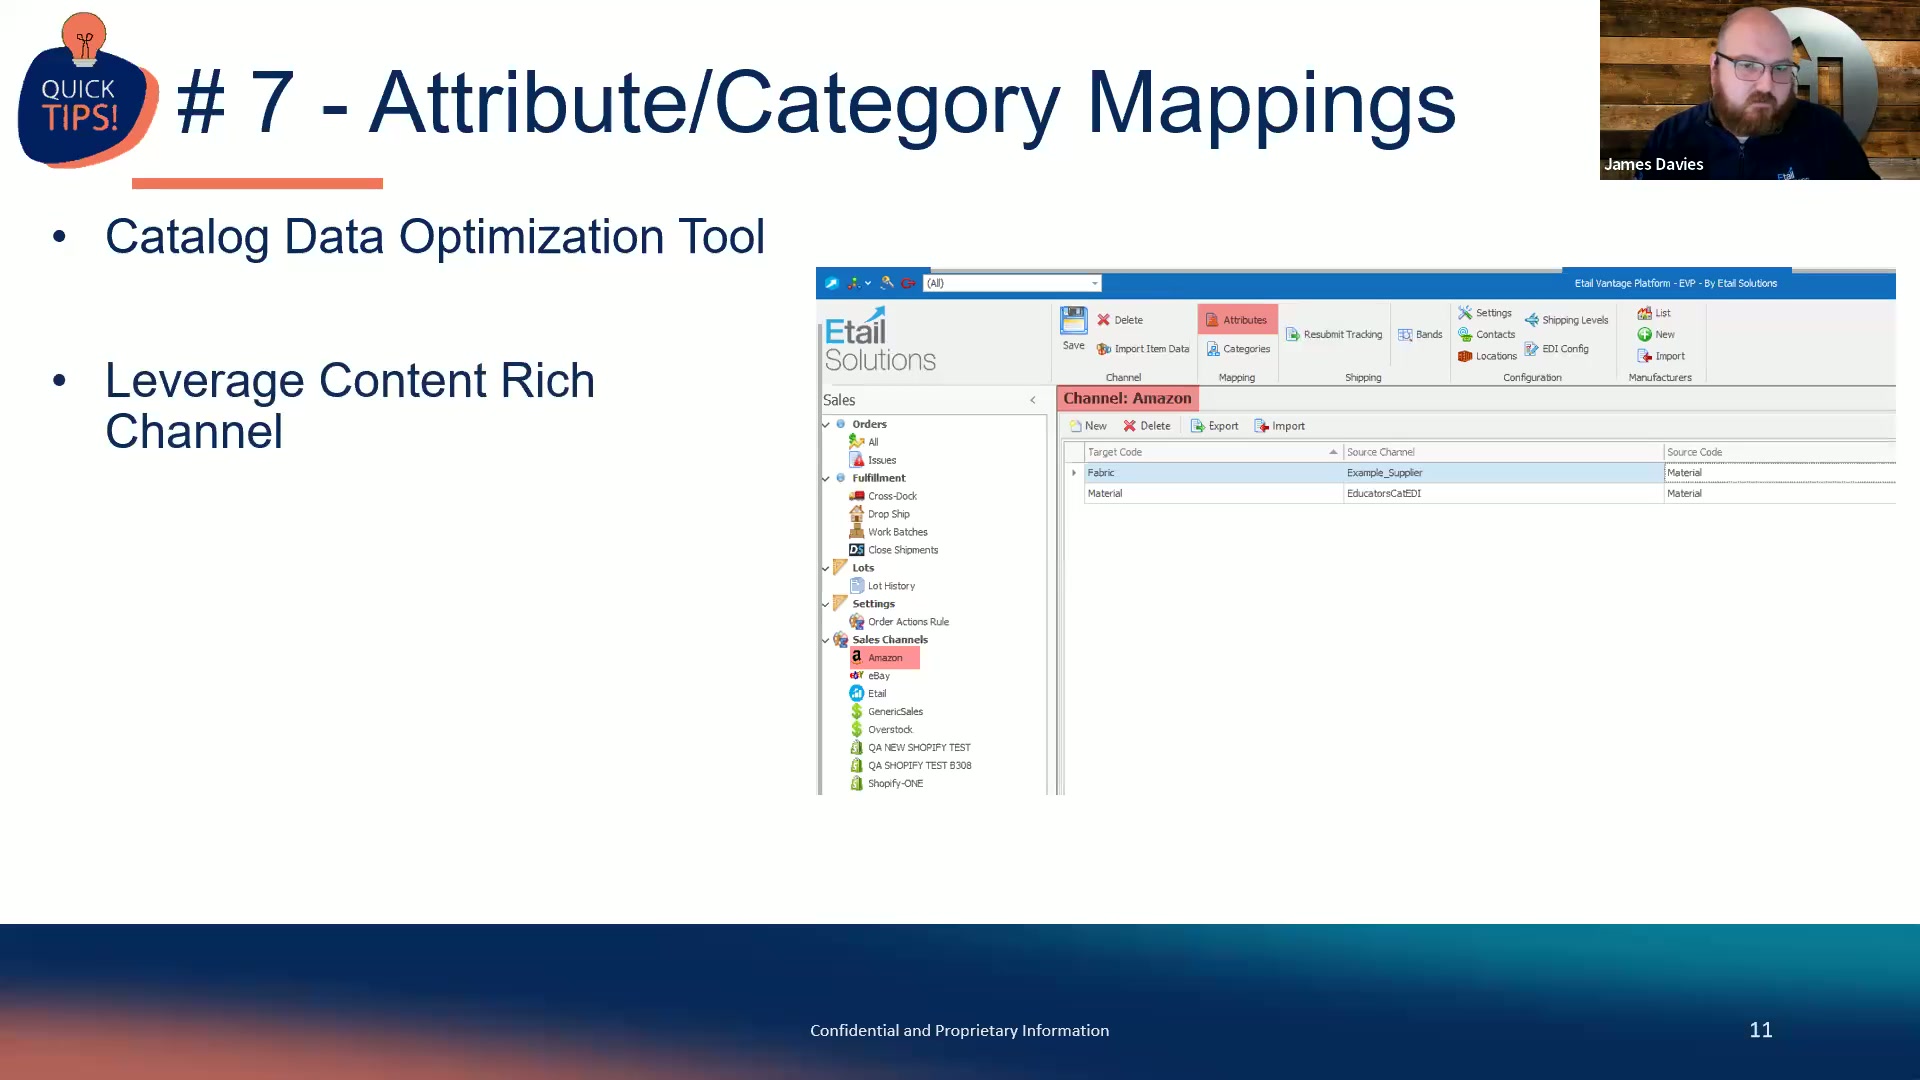 QUICK
TIPS!
# 7 - Attribute/Category Mappings
James Davies
• Catalog Data Optimization Tool
• Leverage Content Rich
Channel
(All)
Etail Vantage Platform - EVP - By Etail Solutions
Etail
Solutions
Save
Delete
Import Item Data
Channel
Attributes
Categories
Mapping
Resubmit Tracking
Bands
Shipping
Settings
Contacts
Locations
Shipping Levels
EDI Config
Configuration
List
New
Import
Manufacturers
Sales
Orders
All
Issues
Fulfillment
Cross-Dock
Drop Ship
Work Batches
Close Shipments
Lots
Lot History
Settings
Order Actions Rule
Sales Channels
Amazon
eBay
Etail
GenericSales
Overstock
QA NEW SHOPIFY TEST
QA SHOPIFY TEST B308
Shopify-ONE
Channel: Amazon
New Delete Export Import
Target Code Source Channel Source Code
Fabric Example_Supplier Material
Material EducatorsCatEDI Material
Confidential and Proprietary Information
11